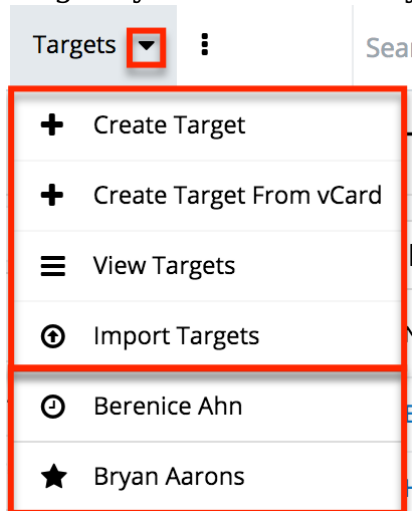 Targets
Sear
Create Target
Create Target From vCard
View Targets
Import Targets
Berenice Ahn
Bryan Aarons